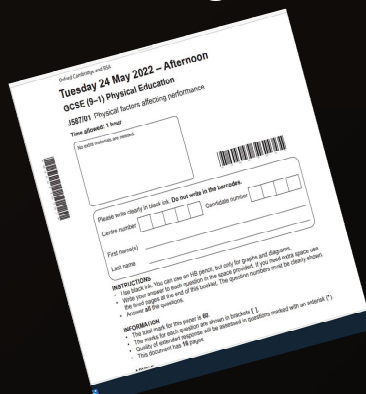 Oxford Cambridge and RSA
Tuesday 24 May 2022 – Afternoon
GCSE (9–1) Physical Education
J587/01 Physical factors affecting performance
Time allowed: 1 hour
No extra materials are needed.
Please write clearly in black ink. Do not write in the barcodes.
Centre number
Candidate number
First name(s)
Last name
INSTRUCTIONS
• Use black ink. You can use an HB pencil, but only for graphs and diagrams.
• Write your answer to each question in the space provided. If you need extra space use
the lined pages at the end of this booklet. The question numbers must be clearly shown.
• Answer all the questions.
INFORMATION
• The total mark for this paper is 60.
• The marks for each question are shown in brackets [ ].
• Quality of extended response will be assessed in questions marked with an asterisk (*).
• This document has 16 pages.